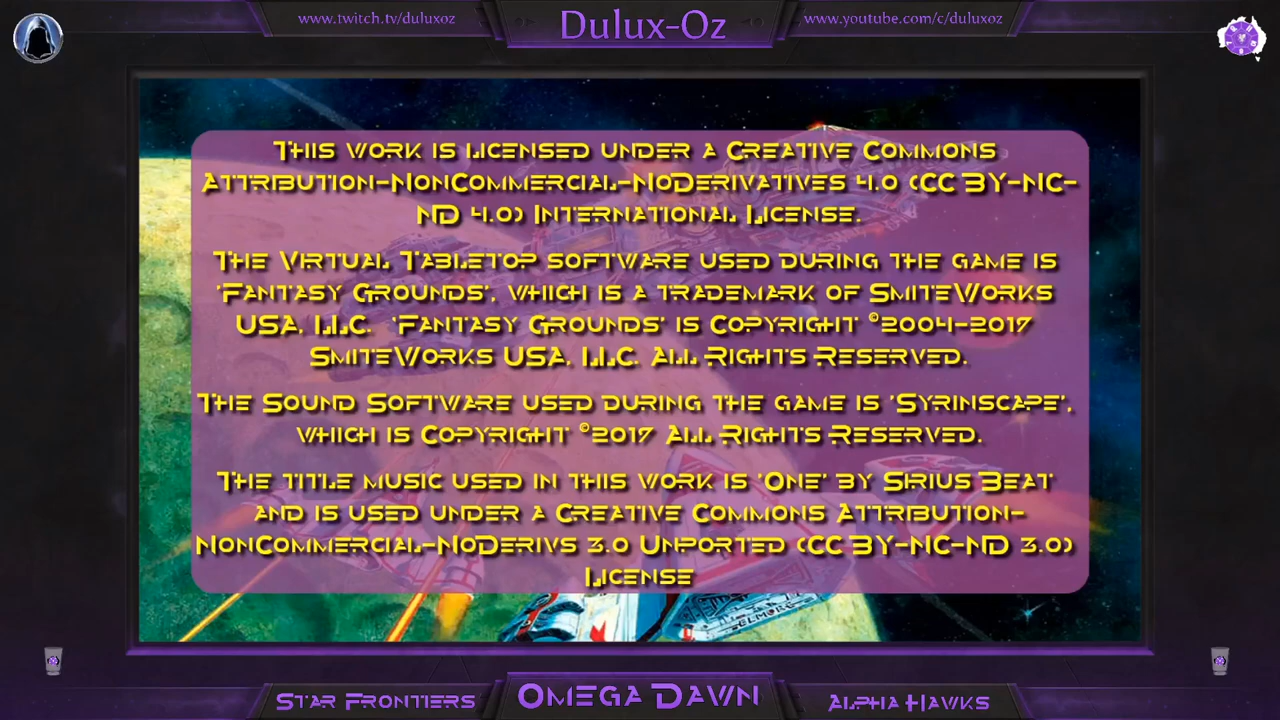 www.twitch.tv/duluxoz
Dulux-Oz
www.youtube.com/c/duluxoz
This work is licensed under a Creative Commons
Attribution-NonCommercial-NoDerivatives 4.0 (CC BY-NC-
ND 4.0) International License.
The Virtual Tabletop software used during the game is
'Fantasy Grounds', which is a trademark of SmiteWorks
USA, LLC. 'Fantasy Grounds' is Copyright ©2004-2017
SmiteWorks USA, LLC. All Rights Reserved.
The Sound Software used during the game is 'Syrinscape',
which is Copyright ©2017 All Rights Reserved.
The title music used in this work is 'One' by Sirius Beat
and is used under a Creative Commons Attribution-
NonCommercial-NoDerivs 3.0 Unported (CC BY-NC-ND 3.0)
License
ELMORE
Star Frontiers
Omega Dawn
Alpha Hawks